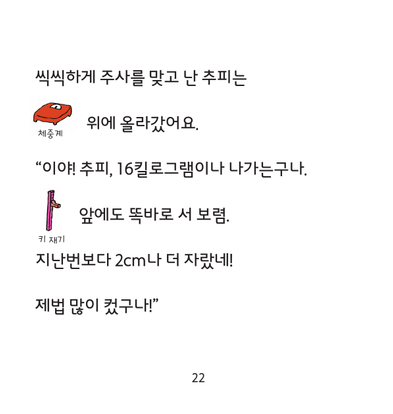 씩씩하게 주사를 맞고 난 추피는
체중계
위에 올라갔어요.
“이야! 추피, 16킬로그램이나 나가는구나.
키 재기
앞에도 똑바로 서 보렴.
지난번보다 2cm나 더 자랐네!
제법 많이 컸구나!”
22